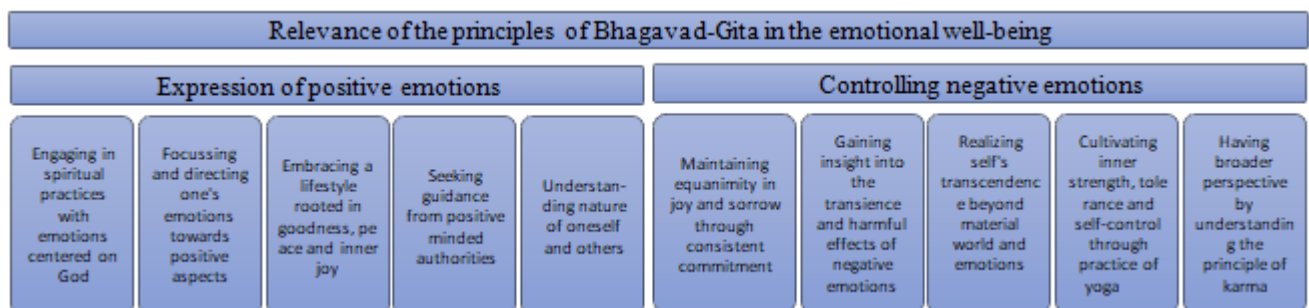 Relevance of the principles of Bhagavad-Gita in the emotional well-being
Expression of positive emotions
Controlling negative emotions
Engaging in
spiritual
practices
with
emotions
centered on
God
Focussing
and directing
one's
emotions
towards
positive
aspects
Embracing a
lifestyle
rooted in
goodness, pe
ace and inner
joy
Seeking
guidance
from positive
minded
authorities
Understan-
ding nature
of oneself
and others
Maintaining
equanimity in
joy and sorrow
through
consistent
commitment
Gaining
insight into
the
transience
and harmful
effects of
negative
emotions
Realizing
self's
transcendenc
e beyond
material
world and
emotions
Cultivating
inner
strength, tole
rance and
self-control
through
practice of
yoga
Having
broader
perspective
by
understandin
g the
principle of
karma